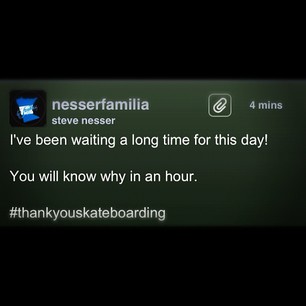 nesserfamilia
4 mins
steve nesser
I've been waiting a long time for this day!
You will know why in an hour.
#thankyouskateboarding